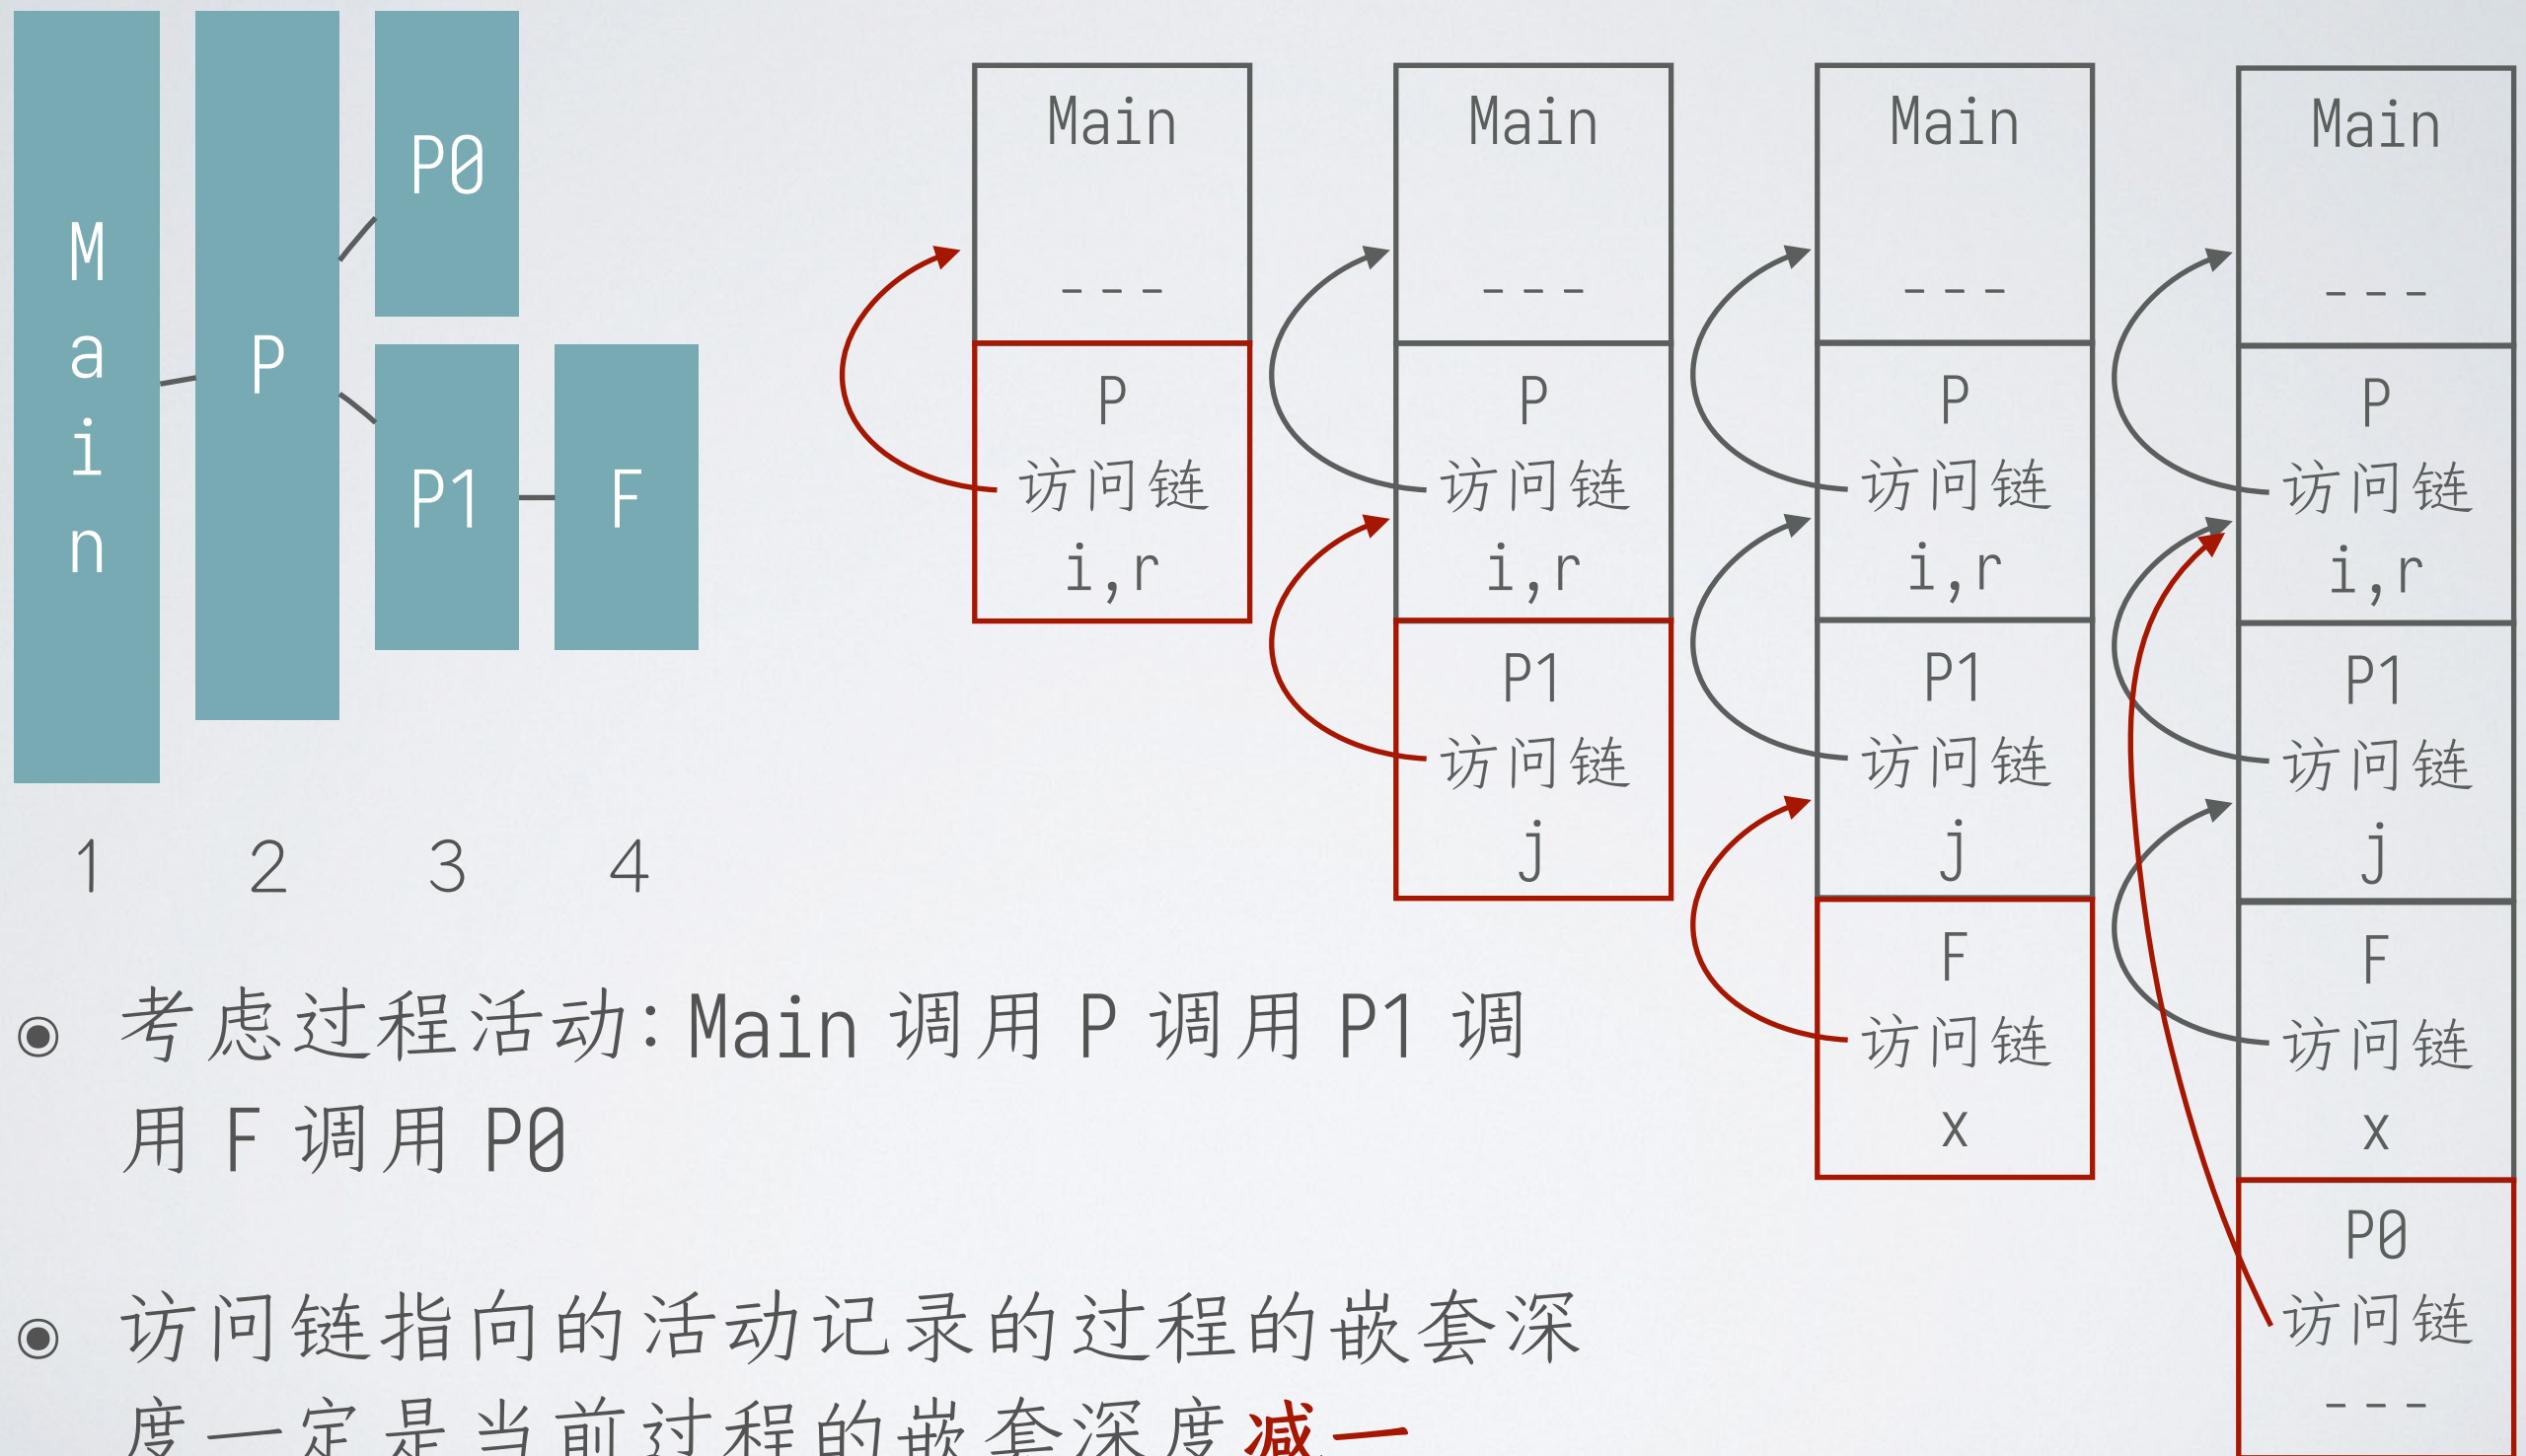 Main
P
P0
P1
F
1 2 3 4
Main
---
P
访问链
i,r
Main
---
P
访问链
i,r
P1
访问链
j
Main
---
P
访问链
i,r
P1
访问链
j
F
访问链
x
Main
---
P
访问链
i,r
P1
访问链
j
F
访问链
x
P0
访问链
---
考虑过程活动：Main 调用 P 调用 P1 调
用 F 调用 P0
访问链指向的活动记录的过程的嵌套深
度一定是当前过程的嵌套深度减一